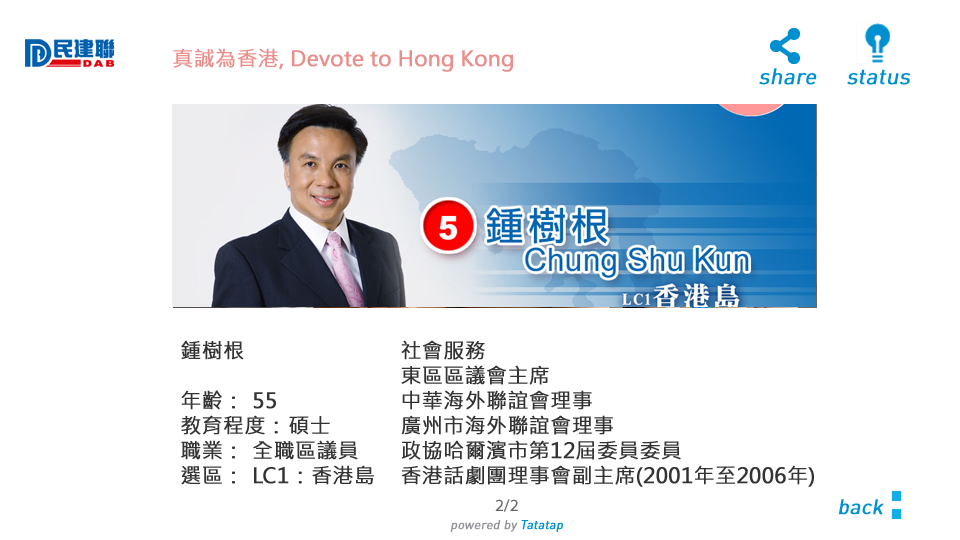 民建聯
DAB
真誠為香港, Devote to Hong Kong
share
status
5 鍾樹根
Chung Shu Kun
LC1香港島
鍾樹根
年齡： 55
教育程度：碩士
職業： 全職區議員
選區： LC1：香港島
社會服務
東區區議會主席
中華海外聯誼會理事
廣州市海外聯誼會理事
政協哈爾濱市第12屆委員委員
香港話劇團理事會副主席(2001年至2006年)
2/2
back
powered by Tatatap